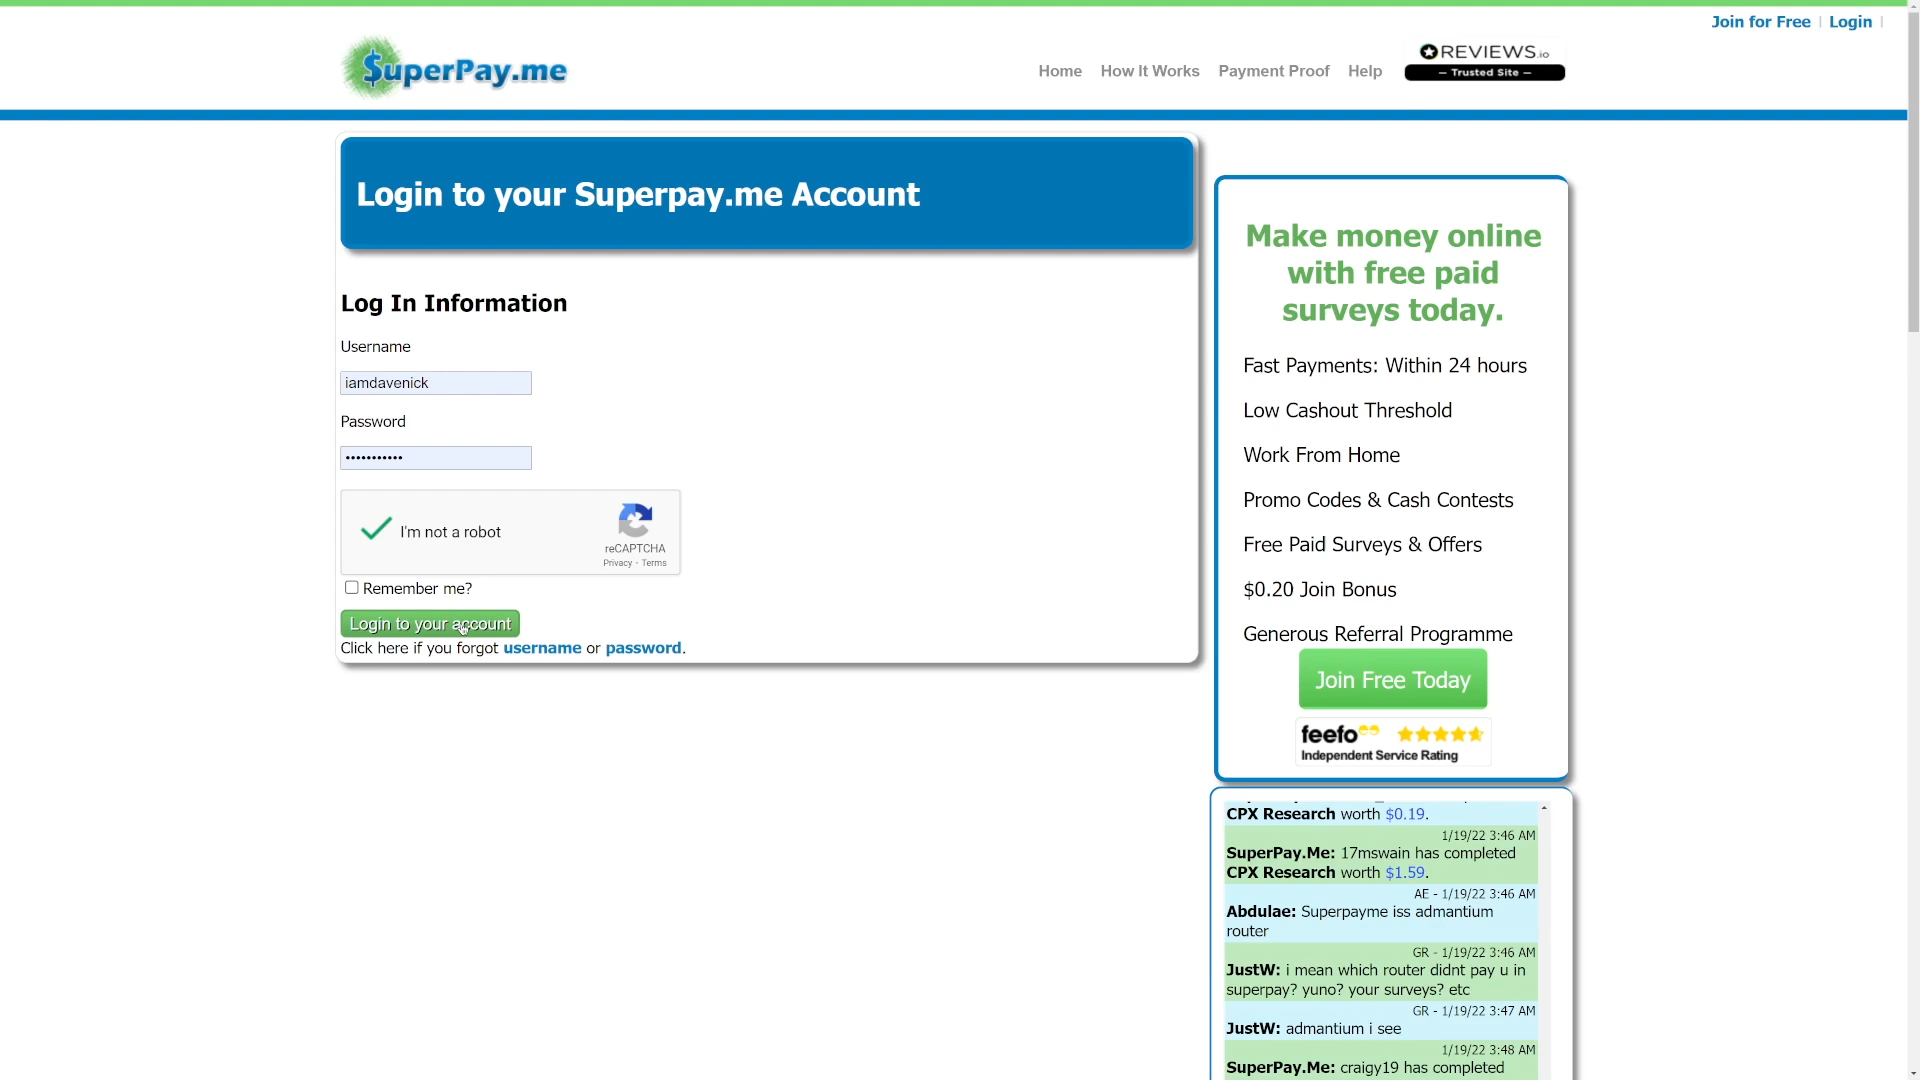 Join for Free | Login |
$uperPay.me
Home How It Works Payment Proof Help
REVIEWS.io
— Trusted Site —
Login to your Superpay.me Account
Log In Information
Username
iamdavenick
Password
•••••••••••
I'm not a robot
reCAPTCHA
Privacy - Terms
Remember me?
Login to your account
Click here if you forgot username or password.
Make money online
with free paid
surveys today.
Fast Payments: Within 24 hours
Low Cashout Threshold
Work From Home
Promo Codes & Cash Contests
Free Paid Surveys & Offers
$0.20 Join Bonus
Generous Referral Programme
Join Free Today
feefo
Independent Service Rating
CPX Research worth $0.19.
1/19/22 3:46 AM
SuperPay.Me: 17mswain has completed
CPX Research worth $1.59.
AE - 1/19/22 3:46 AM
Abdulae: Superpayme iss admantium
router
GR - 1/19/22 3:46 AM
JustW: i mean which router didnt pay u in
superpay? yuno? your surveys? etc
GR - 1/19/22 3:47 AM
JustW: admantium i see
1/19/22 3:48 AM
SuperPay.Me: craigy19 has completed